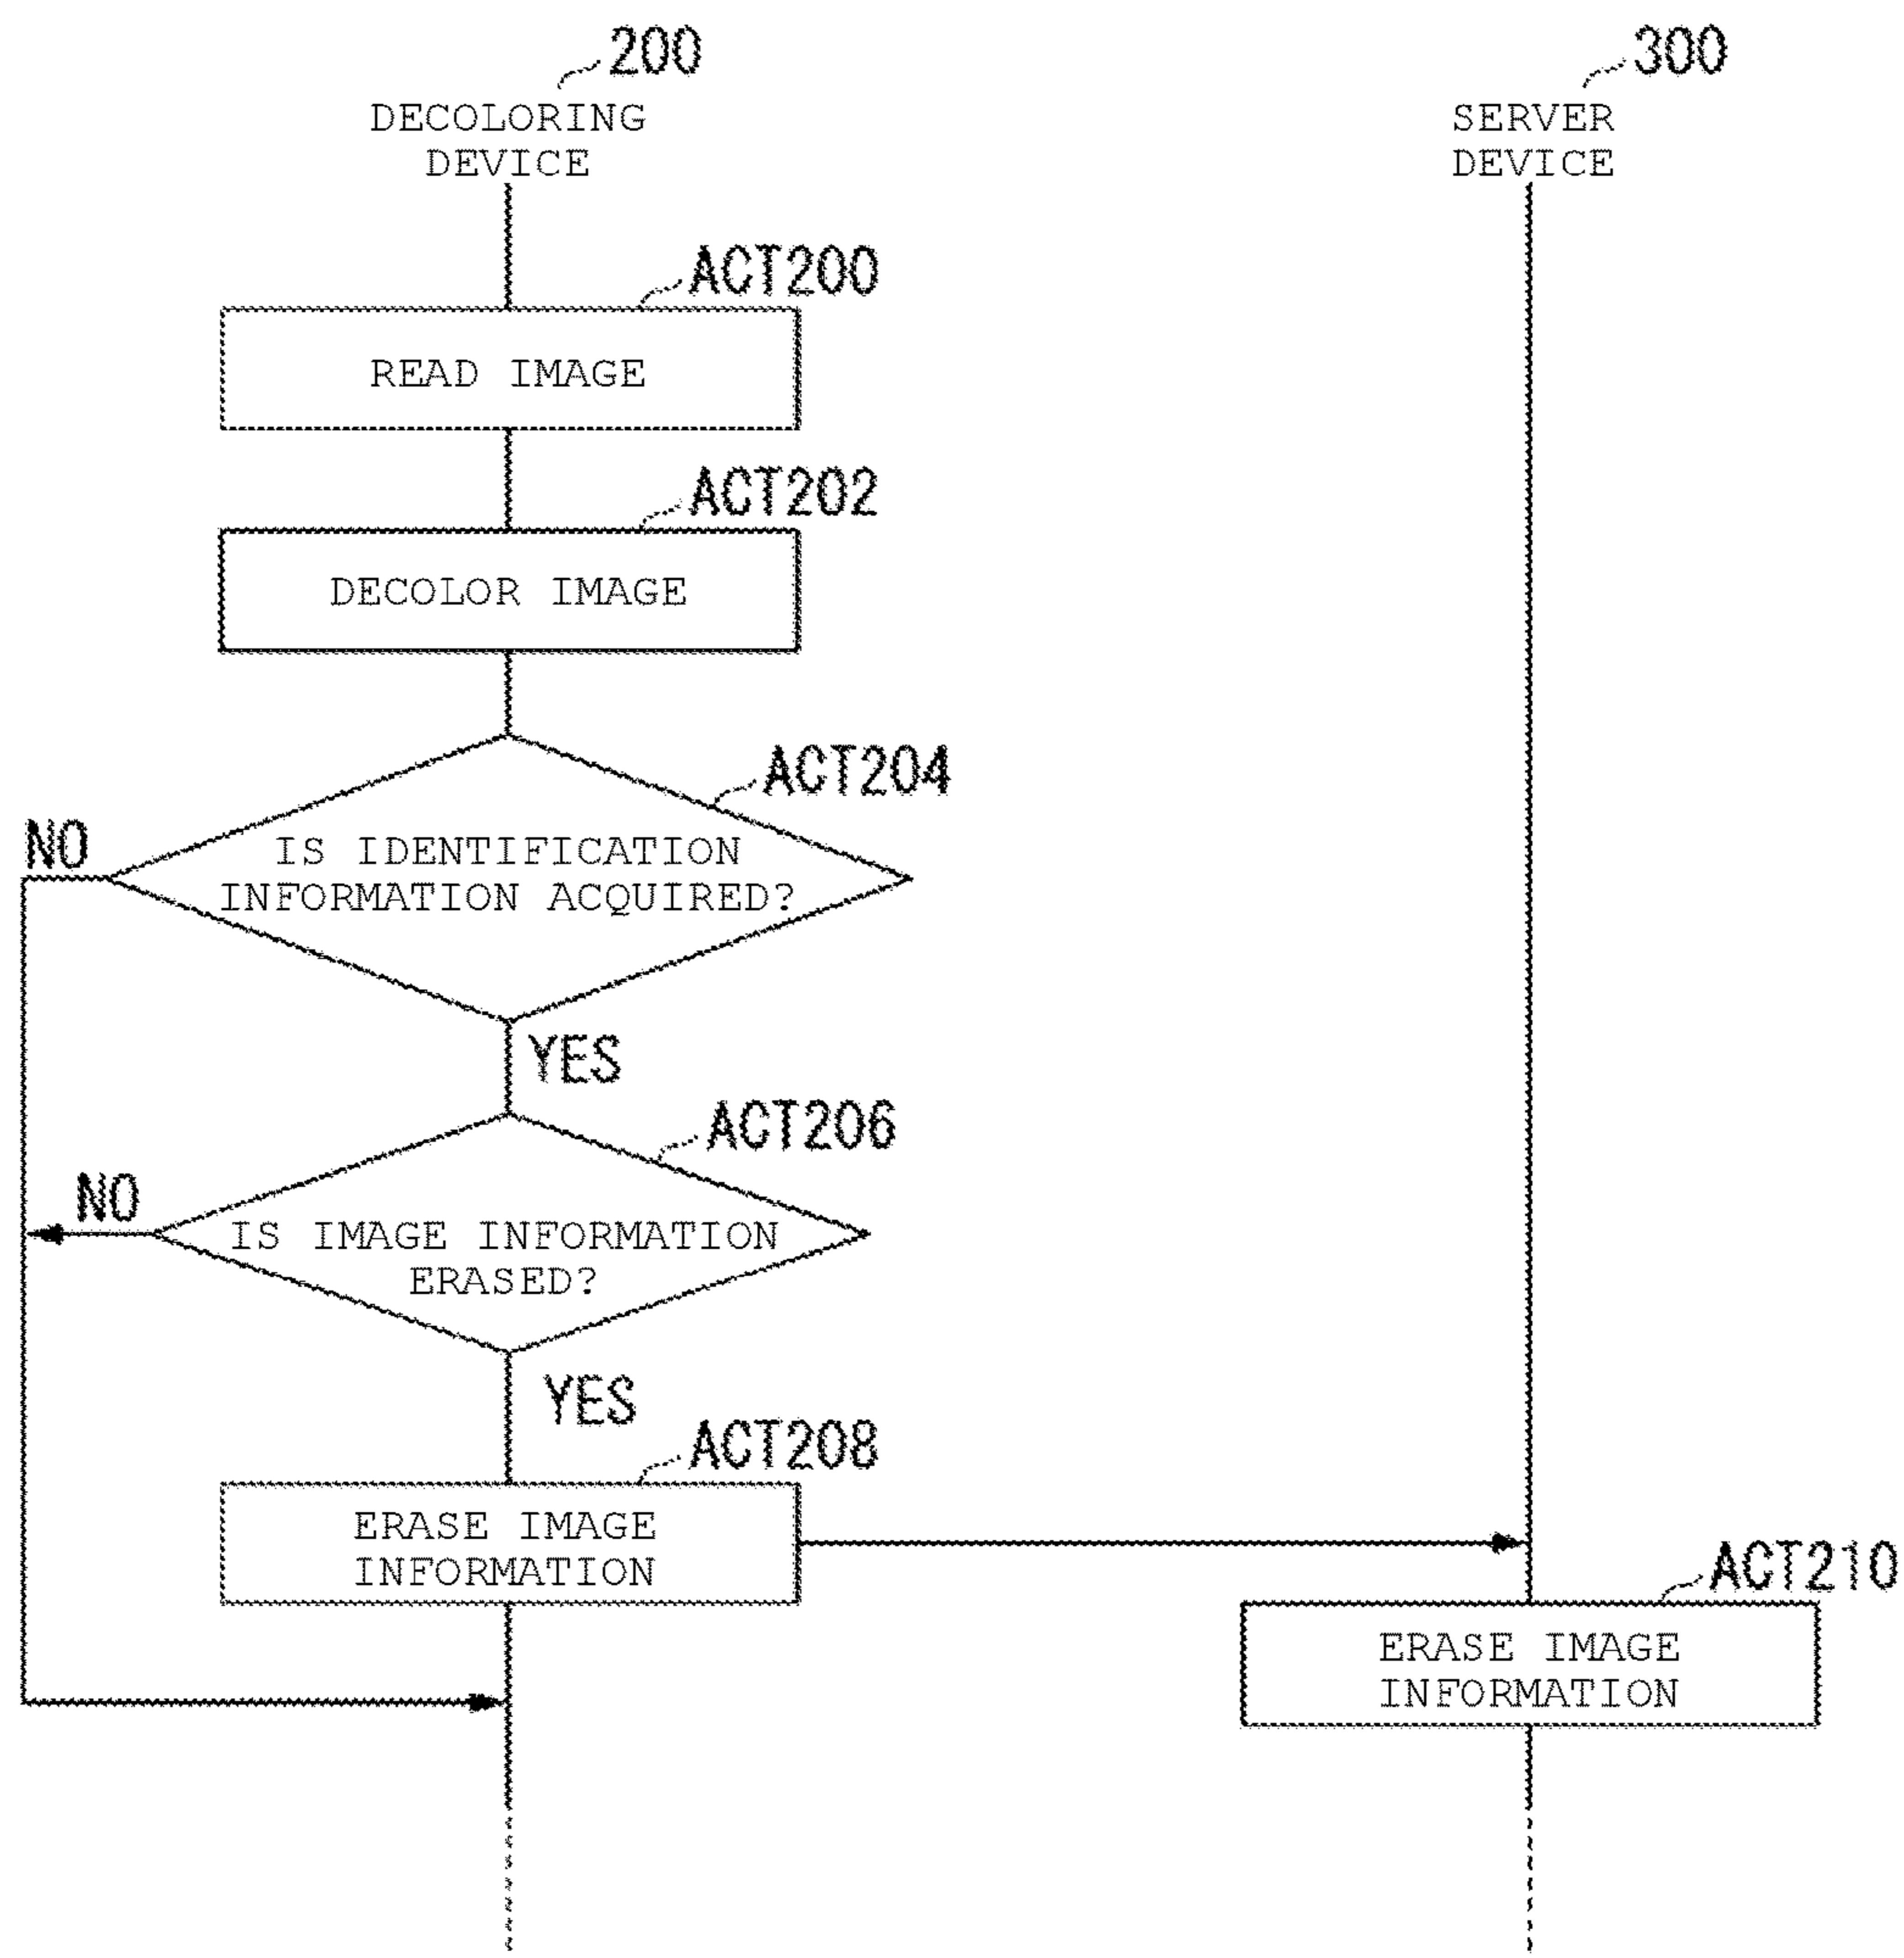 200
300
DECOLORING
DEVICE
SERVER
DEVICE
ACT200
READ IMAGE
ACT202
DECOLOR IMAGE
ACT204
NO
IS IDENTIFICATION
INFORMATION ACQUIRED?
YES
ACT206
NO
IS IMAGE INFORMATION
ERASED?
YES
ACT208
ERASE IMAGE
INFORMATION
ACT210
ERASE IMAGE
INFORMATION